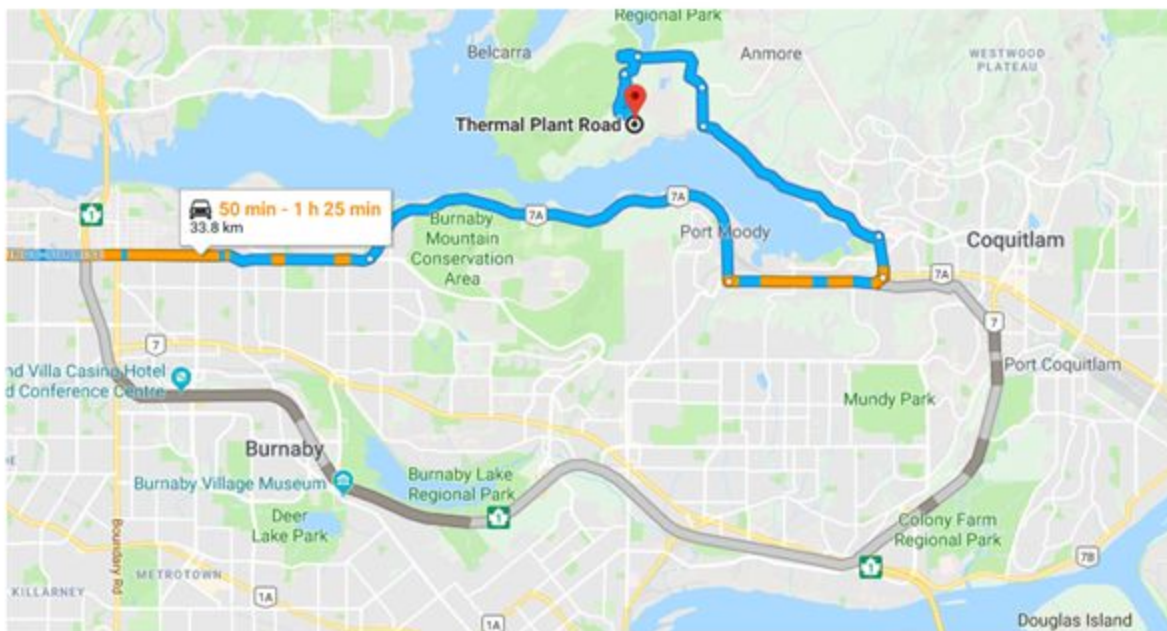 Regional Park
Belcarra
Anmore
WESTWOOD
PLATEAU
Thermal Plant Road
1
50 min - 1 h 25 min
33.8 km
7A
7A
Burnaby
Mountain
Conservation
Area
Port Moody
Coquitlam
7A
7
7
nd Villa Casino Hotel
d Conference Centre
Port Coquitlam
Mundy Park
Burnaby
Burnaby Village Museum
Burnaby Lake
Regional Park
1
Deer
Lake Park
Colony Farm
Regional Park
Boundary Rd
7B
1
METROTOWN
KILLARNEY
1A
1A
Douglas Island